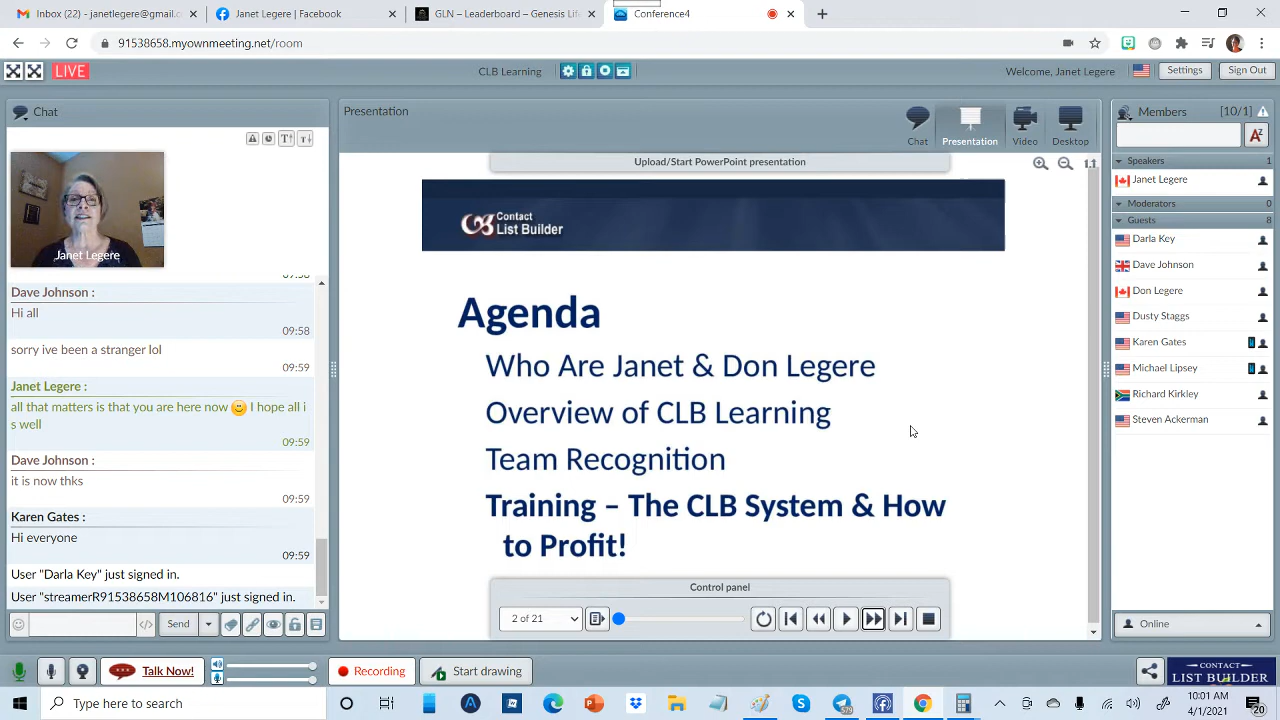 Inbox (22) - janetlegere@gmail.c
Janet Legere | Facebook
GLN – Leaderboard – Genesis Life
Conference4
91538658.myownmeeting.net/room
LIVE
CLB Learning
Welcome, Janet Legere
Settings
Sign Out
Chat
Janet Legere
Dave Johnson :
Hi all
09:58
sorry ive been a stranger lol
09:59
Janet Legere :
all that matters is that you are here now 😊 I hope all i
s well
09:59
Dave Johnson :
it is now thks
09:59
Karen Gates :
Hi everyone
09:59
User "Darla Key" just signed in.
User "streamerR91538658M106816" just signed in.
Send
Presentation
Chat
Presentation
Video
Desktop
Upload/Start PowerPoint presentation
1:1
Contact
List Builder
Agenda
Who Are Janet & Don Legere
Overview of CLB Learning
Team Recognition
Training – The CLB System & How
to Profit!
Control panel
2 of 21
Members
[10/1]
AZ
Speakers 1
Janet Legere
Moderators 0
Guests 8
Darla Key
Dave Johnson
Don Legere
Dusty Staggs
Karen Gates
Michael Lipsey
Richard Kirkley
Steven Ackerman
Online
Talk Now!
Recording
Start drawing
CONTACT
LIST BUILDER
Type here to search
579
10:01 AM
4/1/2021
20